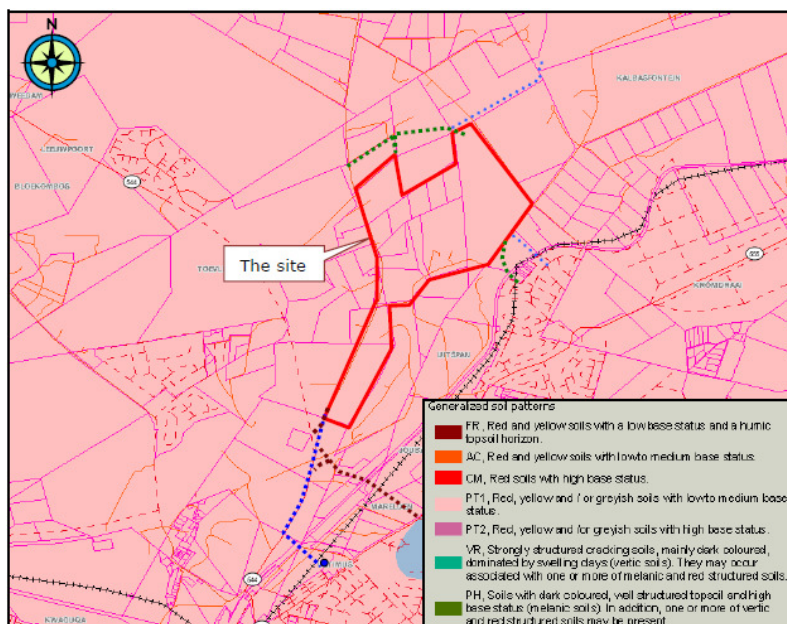 N
KALBASFONTEIN
LEEUWPOORT
544
BLOEKOMBOS
The site
555
KROMDRAAI
UITSPAN
Generalized soil patterns
FR, Red and yellow soils with a low base status and a humic
topsoil horizon.
AC, Red and yellow soils with low to medium base status.
CM, Red soils with high base status.
PT1, Red, yellow and / or greyish soils with low to medium base
status.
PT2, Red, yellow and /or greyish soils with high base status.
VR, Strongly structured cracking soils, mainly dark coloured,
dominated by swelling clays (vertic soils). They may occur
associated with one or more of melanic and red structured soils.
PH, Soils with dark coloured, well structured topsoil and high
base status (melanic soils). In addition, one or more of vertic
and red structured soils may be present
544
KWAGUQA